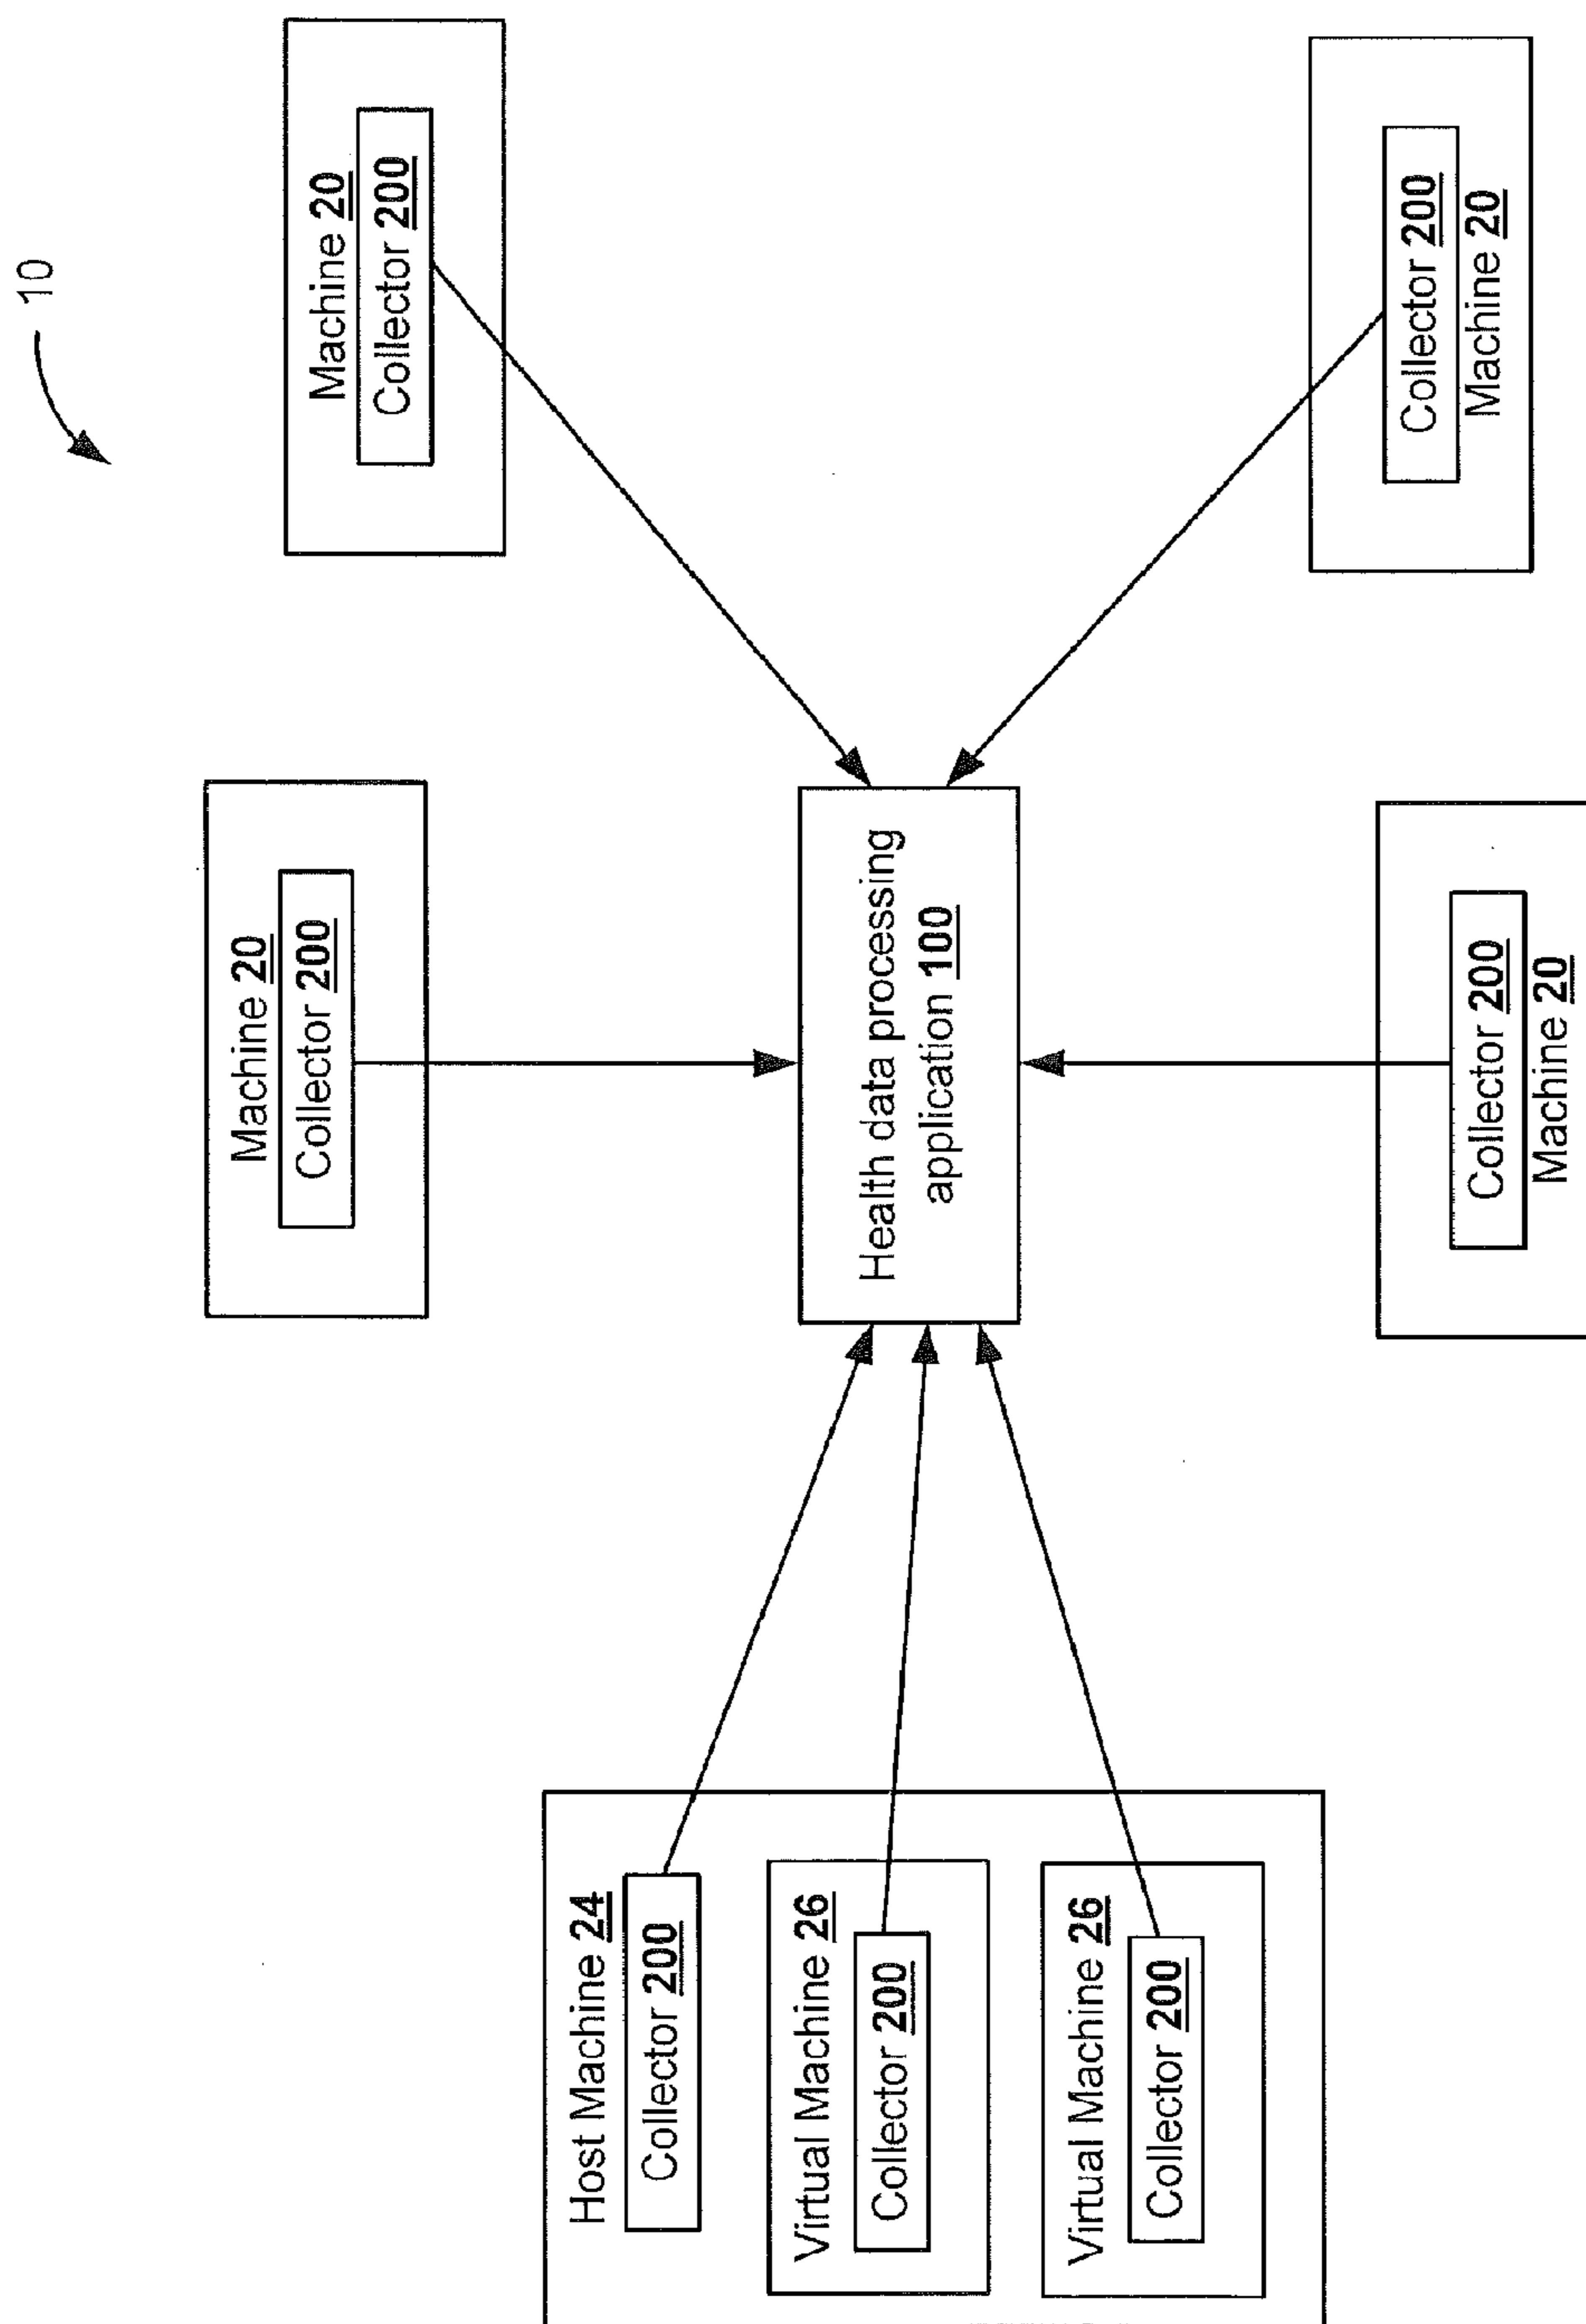 10
Machine 20
Collector 200
Machine 20
Collector 200
Host Machine 24
Collector 200
Virtual Machine 26
Collector 200
Virtual Machine 26
Collector 200
Health data processing
application 100
Collector 200
Machine 20
Collector 200
Machine 20